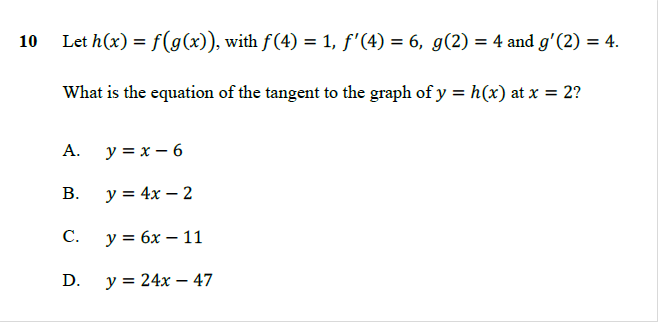 10 Let h(x) = f(g(x)), with f(4) = 1, f'(4) = 6, g(2) = 4 and g'(2) = 4.
What is the equation of the tangent to the graph of y = h(x) at x = 2?
A. y = x − 6
B. y = 4x − 2
C. y = 6x − 11
D. y = 24x − 47